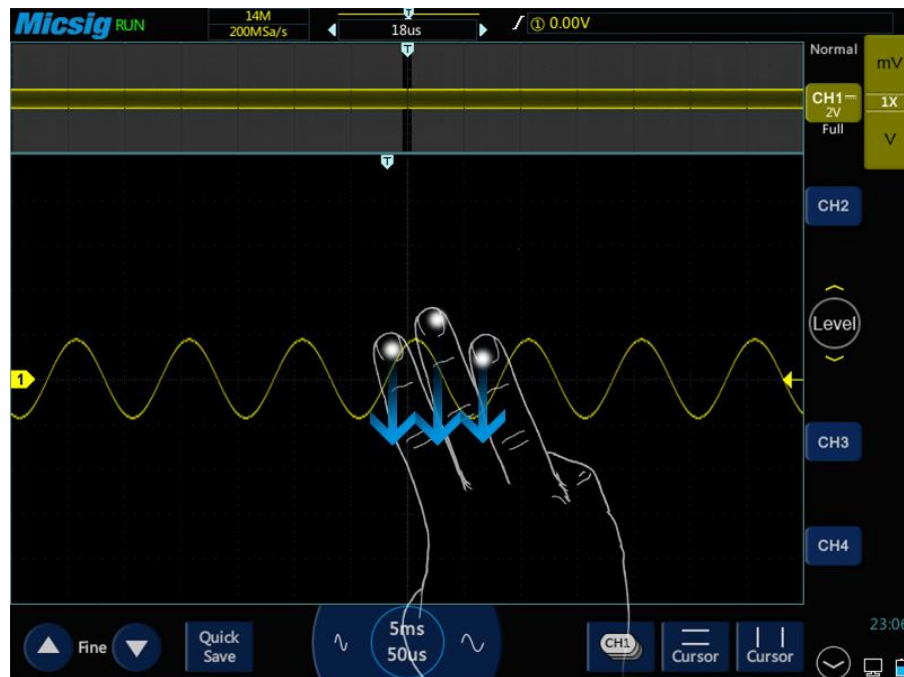 Micsig RUN
14M
200MSa/s
T
18us
① 0.00V
T
Normal
mV
CH1
2V
Full
1X
V
T
CH2
Level
1
CH3
CH4
Fine
Quick
Save
5ms
50us
CH1
Cursor
Cursor
23:06